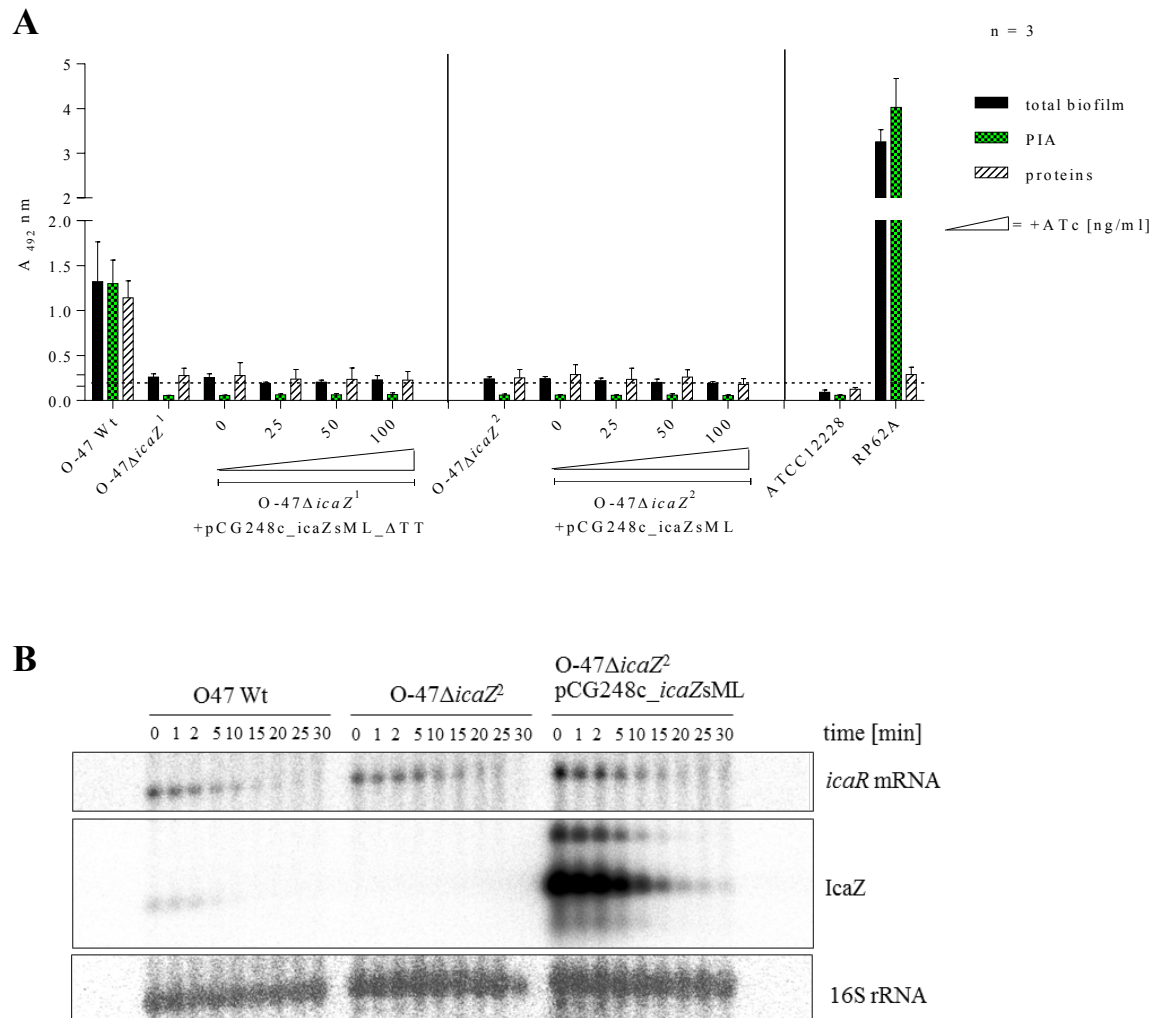 A
n = 3
total biofilm
PIA
proteins
= +ATc [ng/ml]
A 492 nm
5
4
3
2
2.0
1.5
1.0
0.5
0.0
O-47 Wt
O-47ΔicaZ¹
0
25
50
100
O-47ΔicaZ²
0
25
50
100
ATCC12228
RP62A
O-47ΔicaZ¹
+pCG248c_icaZsML_ΔTT
O-47ΔicaZ²
+pCG248c_icaZsML
B
O47 Wt
O-47ΔicaZ²
O-47ΔicaZ²
pCG248c_icaZsML
0 1 2 5 10 15 20 25 30
0 1 2 5 10 15 20 25 30
0 1 2 5 10 15 20 25 30
time [min]
icaR mRNA
IcaZ
16S rRNA